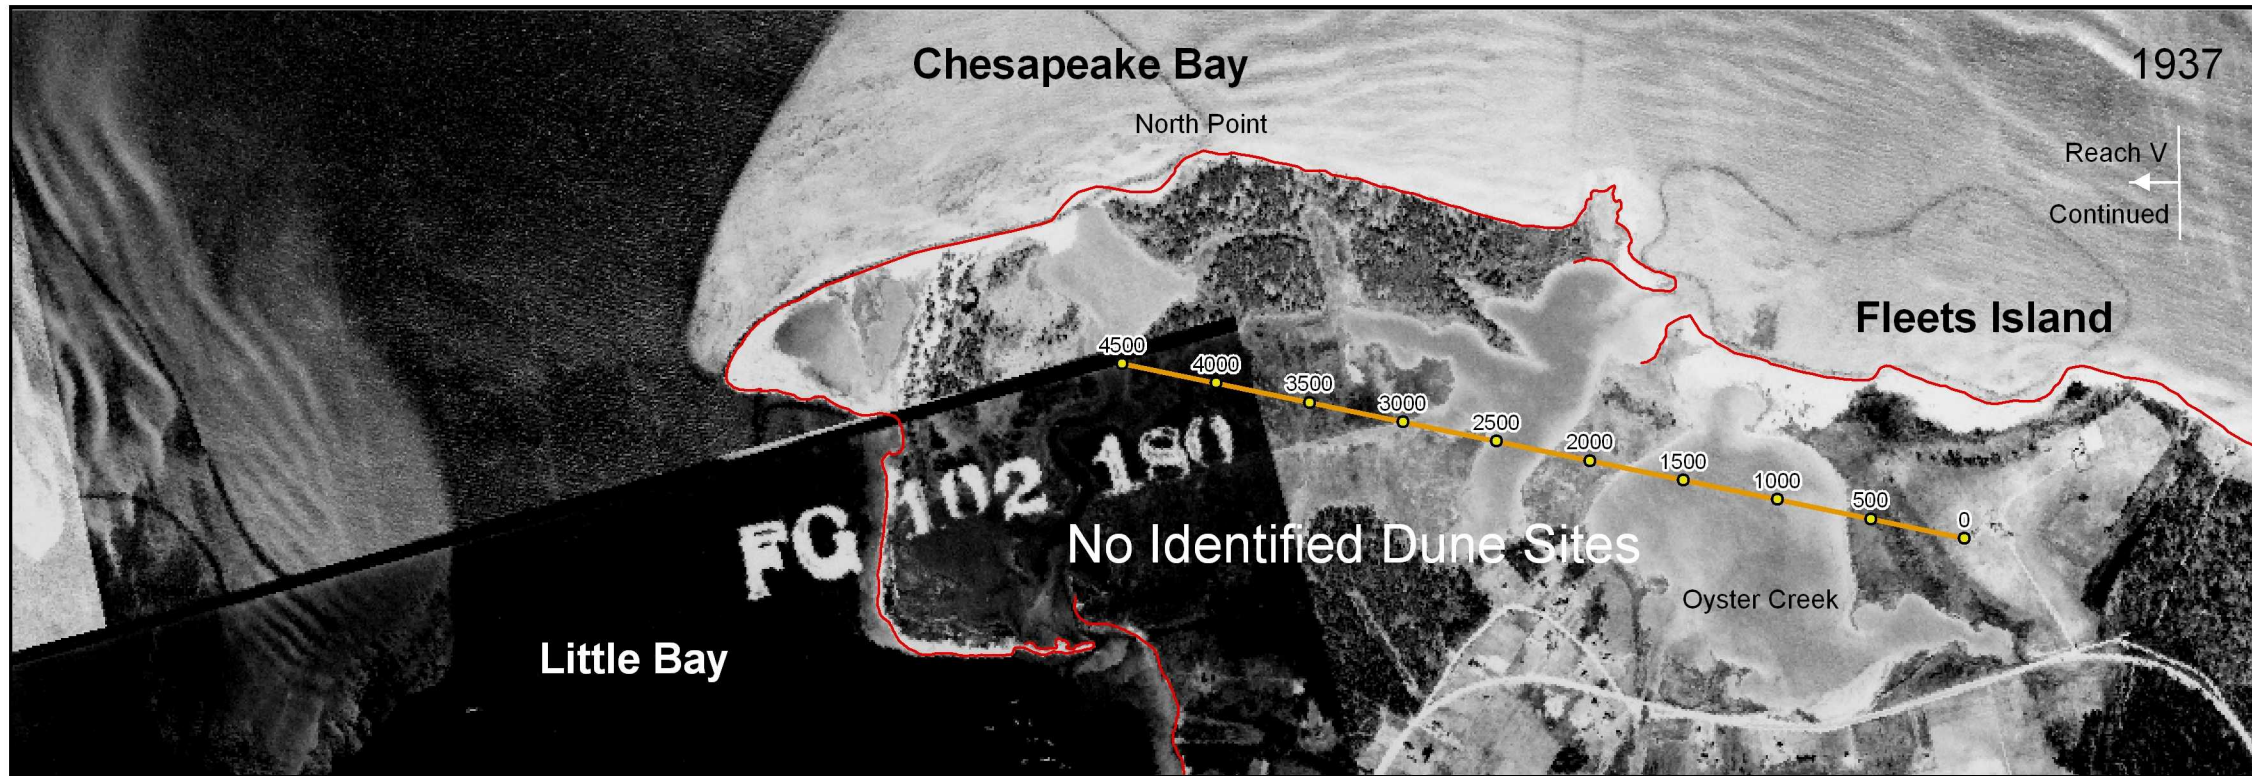 Chesapeake Bay
1937
North Point
Reach V
Continued
Fleets Island
4500
4000
3500
3000
2500
2000
1500
1000
500
0
FG 102 180
No Identified Dune Sites
Oyster Creek
Little Bay